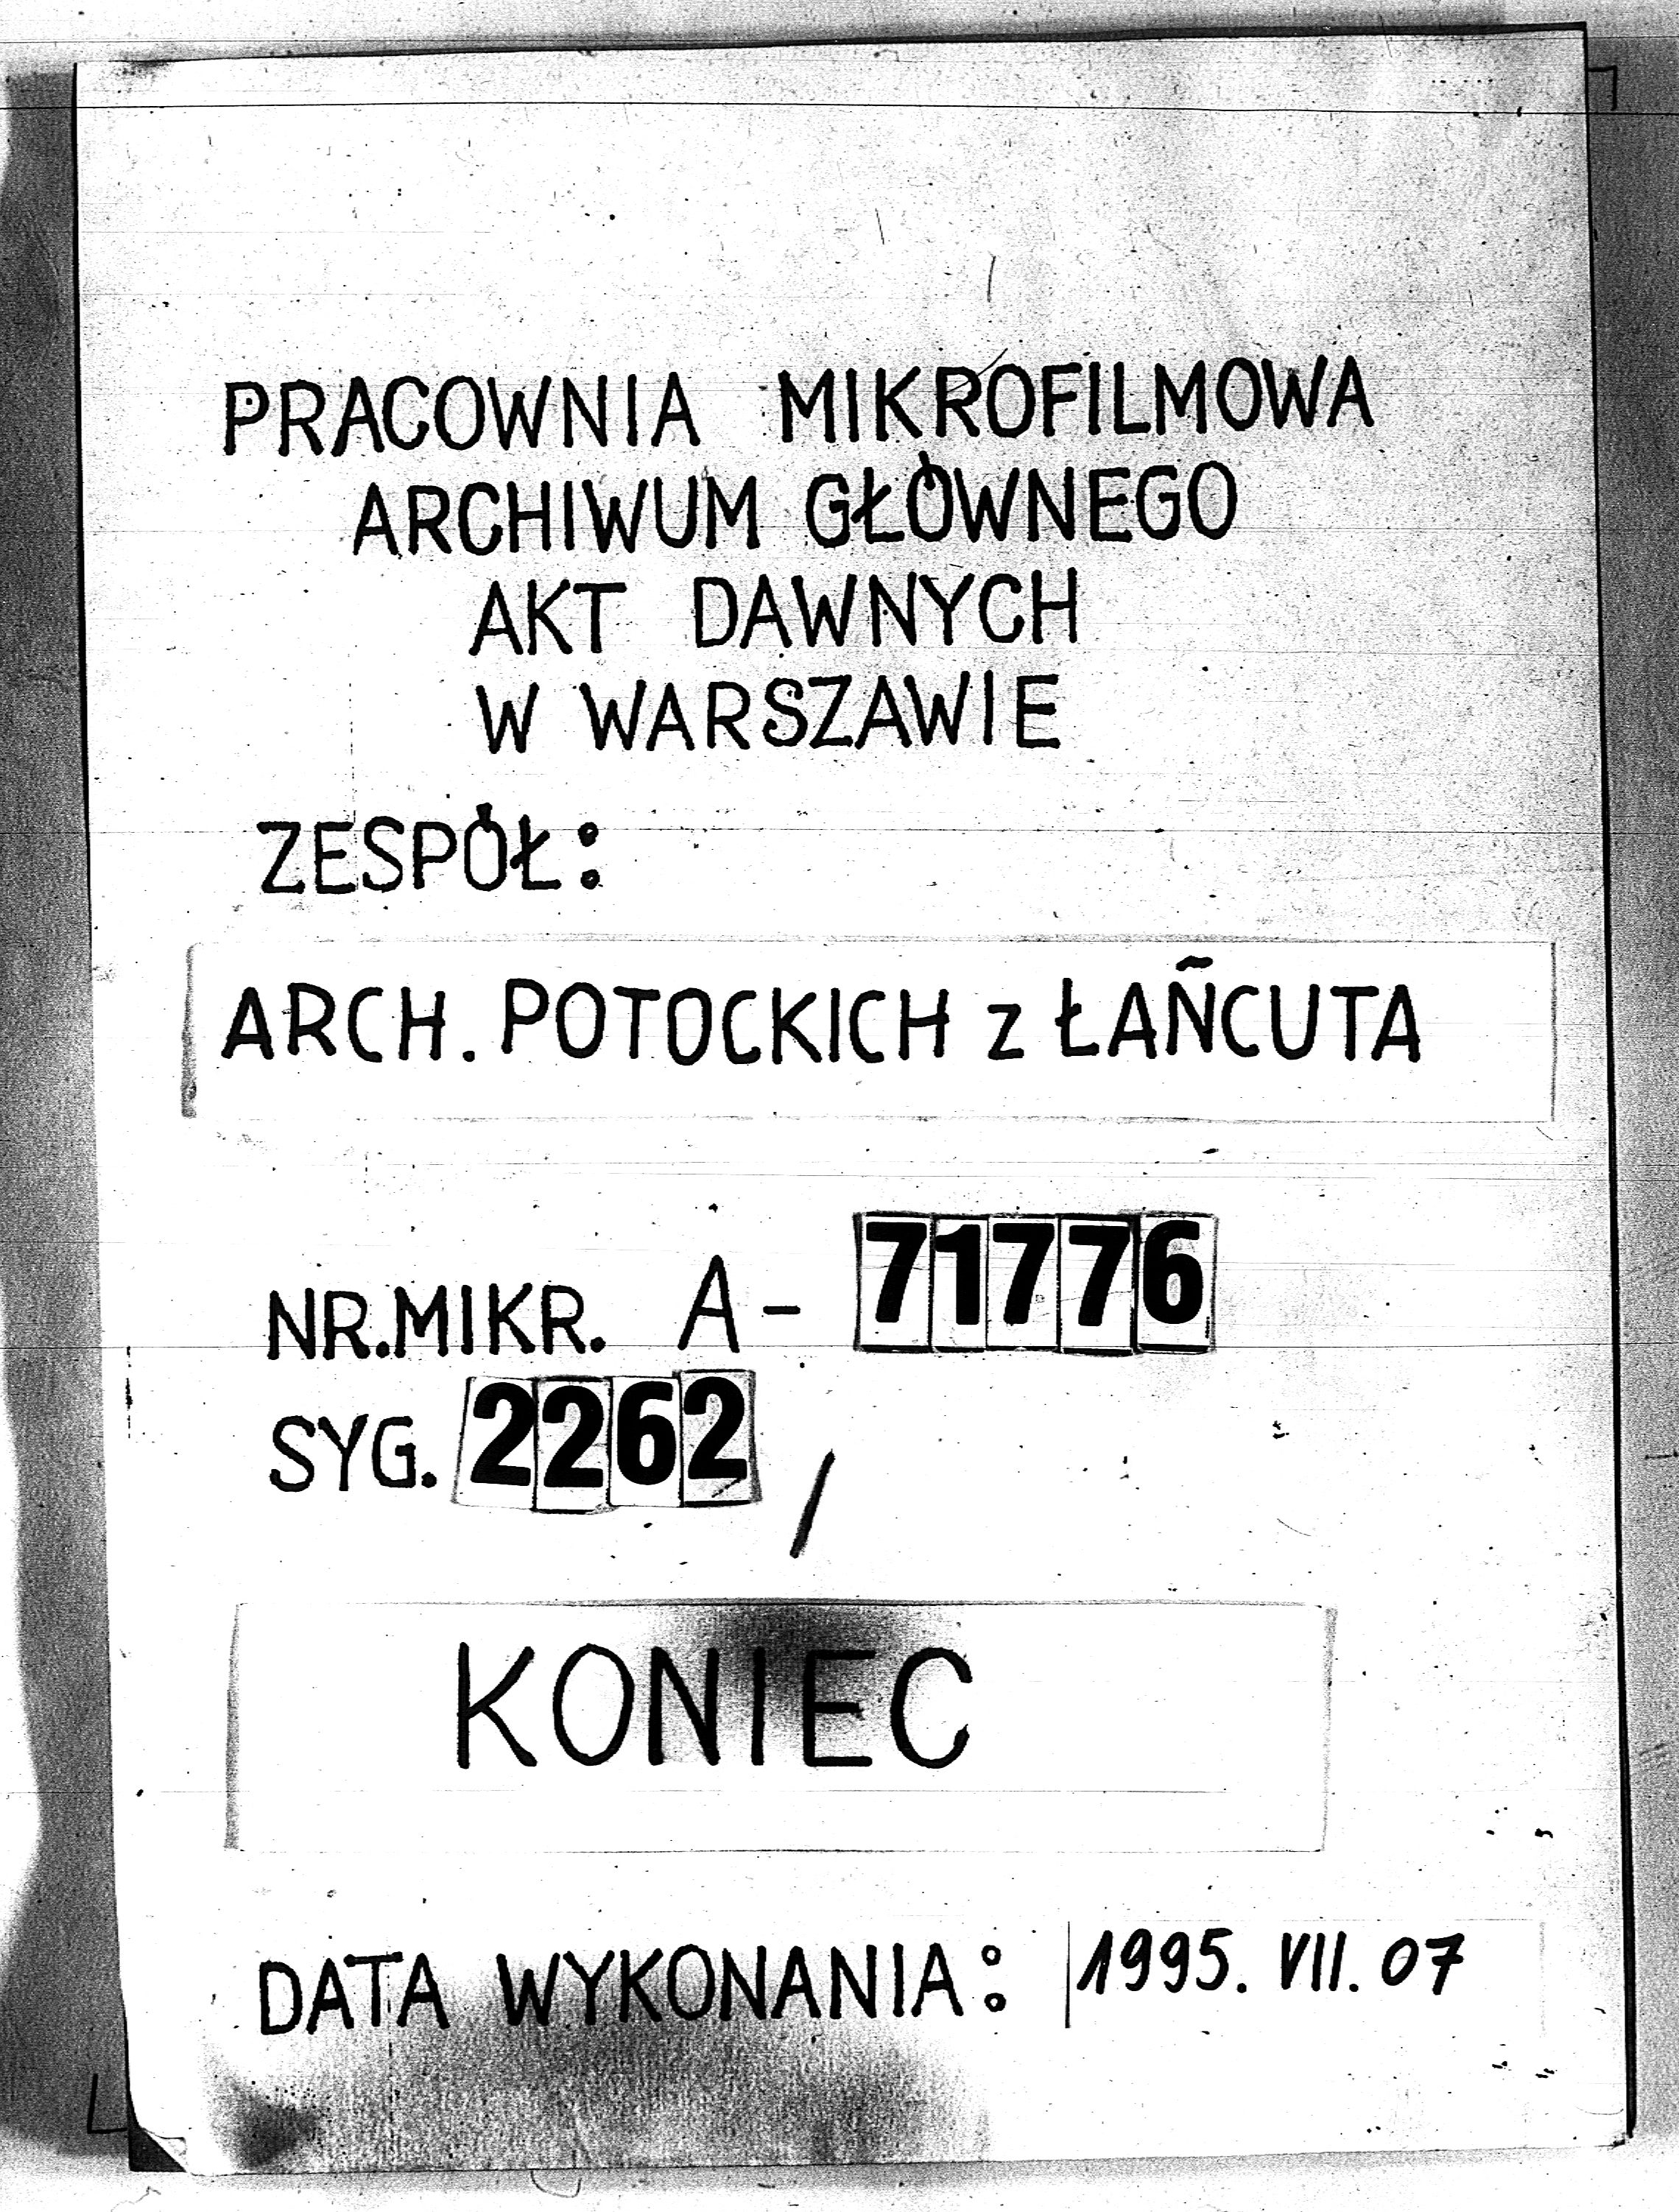 PRACOWNIA MIKROFILMOWA
ARCHIWUM GŁÓWNEGO
AKT DAWNYCH
W WARSZAWIE
ZESPÓŁ:
ARCH. POTOCKICH z ŁAŃCUTA
NR.MIKR. A- 71776
SYG. 2262 /
KONIEC
DATA WYKONANIA: 1995. VII. 07